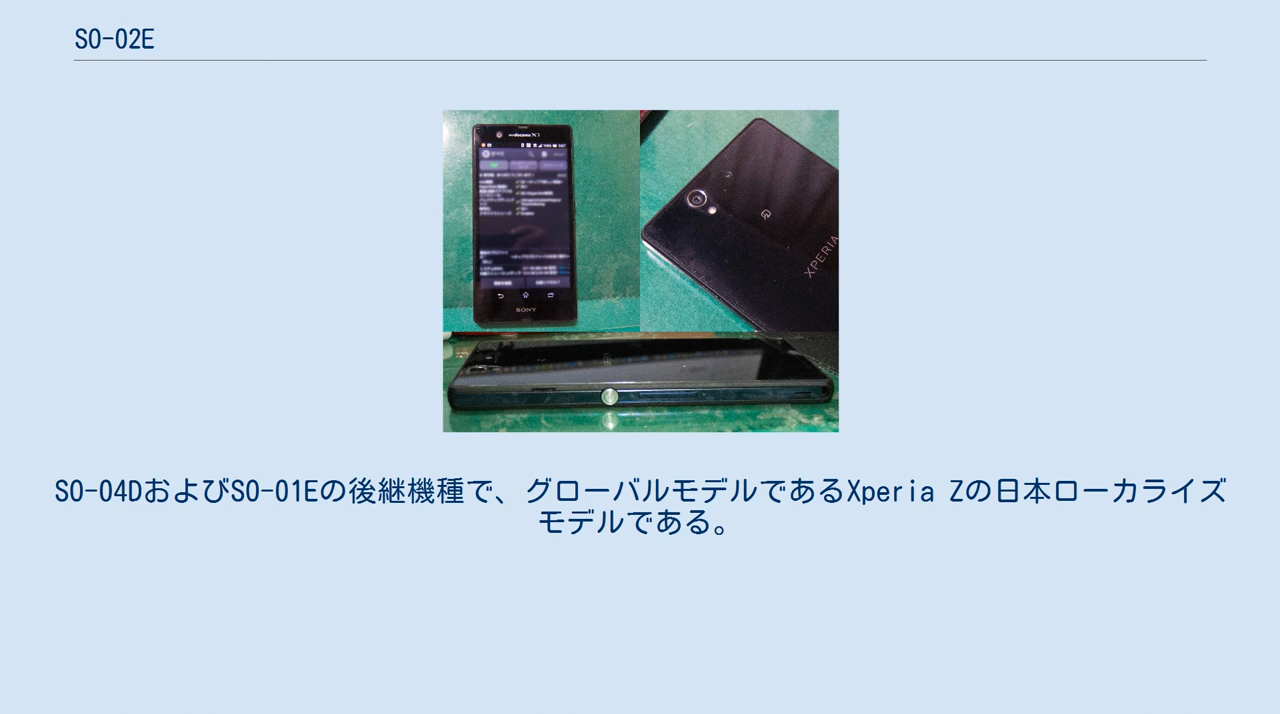 SO-02E
docomo Xi
SONY
XPERIA
SO-04DおよびSO-01Eの後継機種で、グローバルモデルであるXperia Zの日本ローカライズ
モデルである。